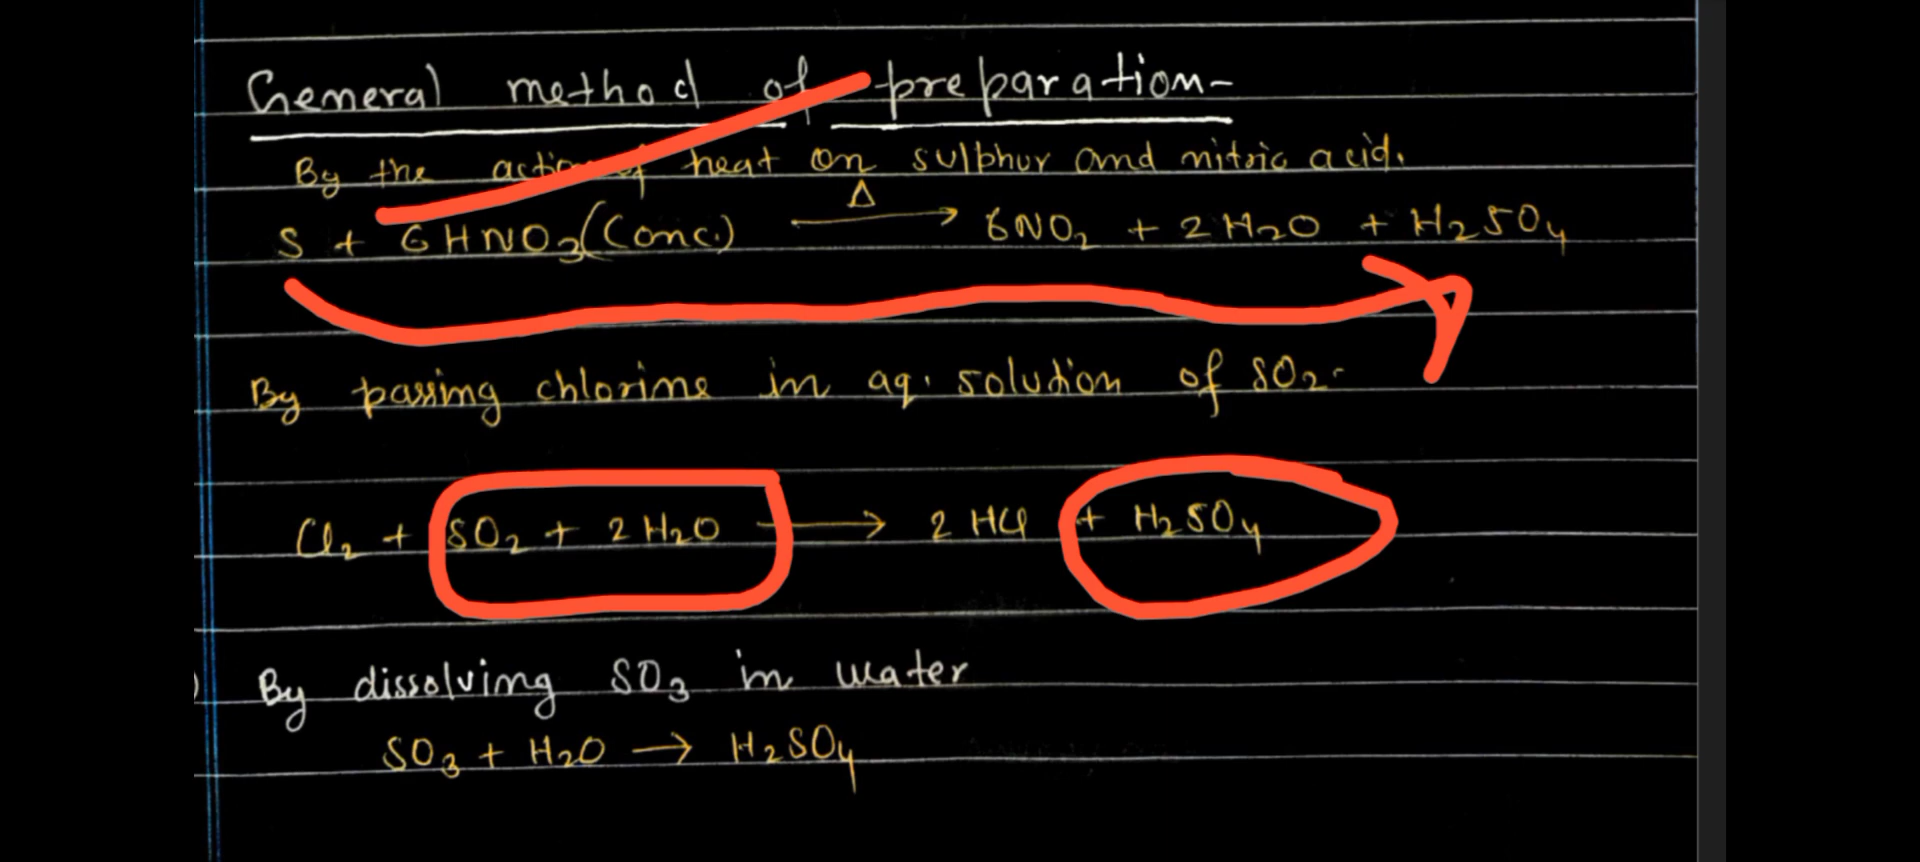 General method of preparation-
By the action of heat on sulphur and nitric acid.
Δ
S + 6HNO3(Conc.) → 6NO2 + 2H2O + H2SO4
By passing chlorine in aq. solution of SO2.
Cl2 + SO2 + 2H2O → 2HCl + H2SO4
) By dissolving SO3 in water
SO3 + H2O → H2SO4